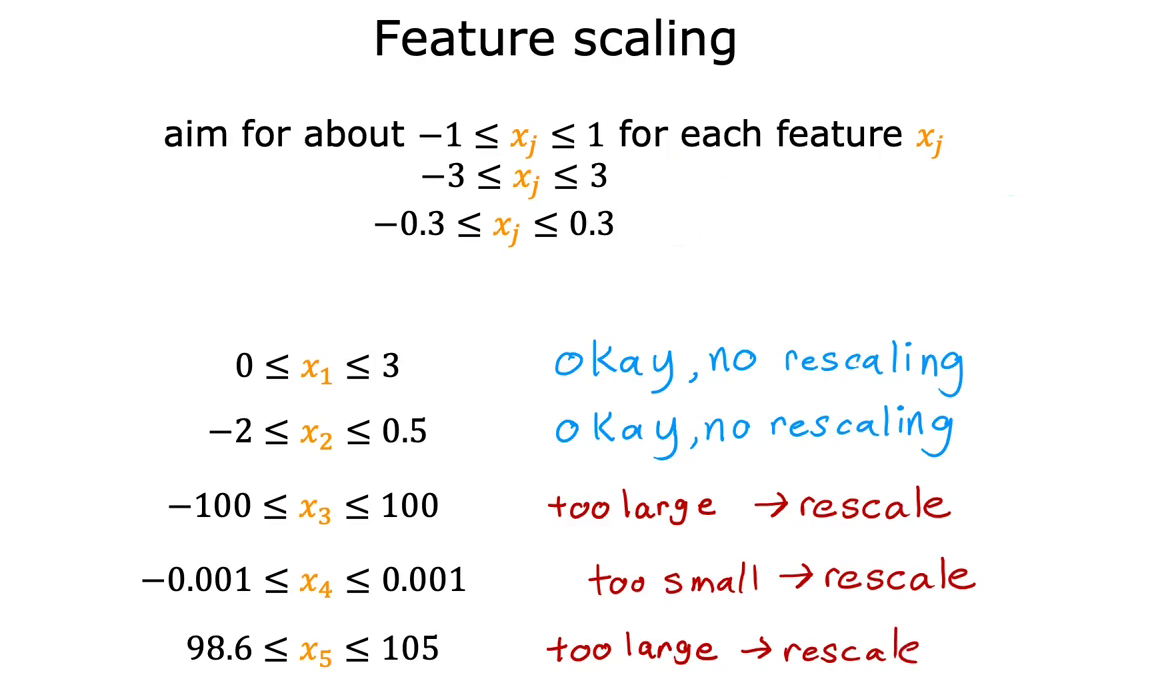 Feature scaling
aim for about −1 ≤ xⱼ ≤ 1 for each feature xⱼ
−3 ≤ xⱼ ≤ 3
−0.3 ≤ xⱼ ≤ 0.3
0 ≤ x₁ ≤ 3 okay, no rescaling
−2 ≤ x₂ ≤ 0.5 okay, no rescaling
−100 ≤ x₃ ≤ 100 too large → rescale
−0.001 ≤ x₄ ≤ 0.001 too small → rescale
98.6 ≤ x₅ ≤ 105 too large → rescale